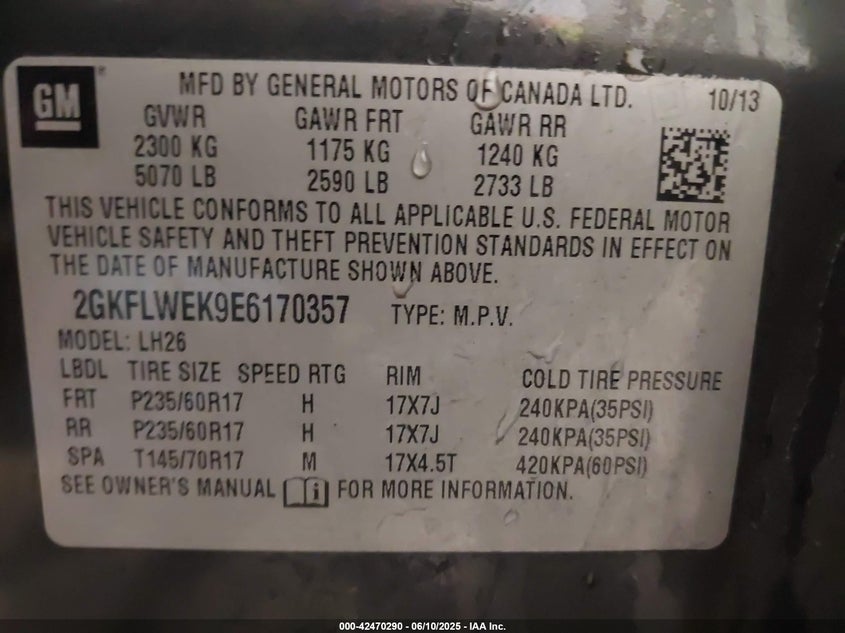 GM
MFD BY GENERAL MOTORS OF CANADA LTD. 10/13
GVWR GAWR FRT GAWR RR
2300 KG 1175 KG 1240 KG
5070 LB 2590 LB 2733 LB
THIS VEHICLE CONFORMS TO ALL APPLICABLE U.S. FEDERAL MOTOR
VEHICLE SAFETY AND THEFT PREVENTION STANDARDS IN EFFECT ON
THE DATE OF MANUFACTURE SHOWN ABOVE.
2GKFLWEK9E6170357 TYPE: M.P.V.
MODEL: LH26
LBDL TIRE SIZE SPEED RTG RIM COLD TIRE PRESSURE
FRT P235/60R17 H 17X7J 240KPA(35PSI)
RR P235/60R17 H 17X7J 240KPA(35PSI)
SPA T145/70R17 M 17X4.5T 420KPA(60PSI)
SEE OWNER'S MANUAL i FOR MORE INFORMATION.
000-42470290 - 06/10/2025 - IAA Inc.